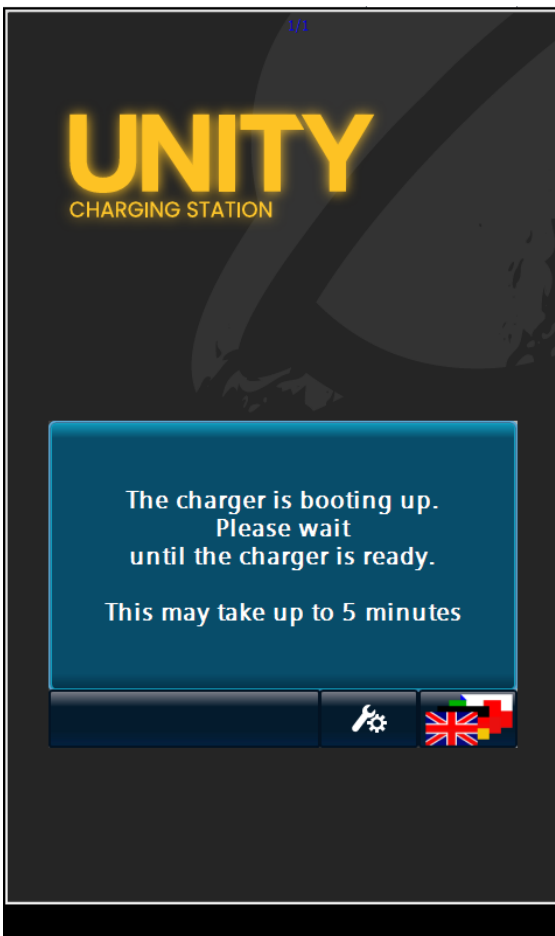 1/1
UNITY
CHARGING STATION
The charger is booting up.
Please wait
until the charger is ready.
This may take up to 5 minutes